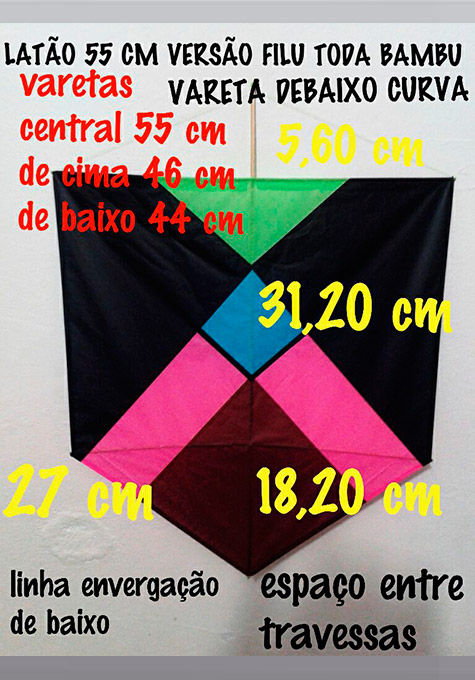 LATÃO 55 CM VERSÃO FILU TODA BAMBU
varetas VARETA DEBAIXO CURVA
central 55 cm
5,60 cm
de cima 46 cm
de baixo 44 cm
31,20 cm
27 cm
18,20 cm
linha envergação
de baixo
espaço entre
travessas